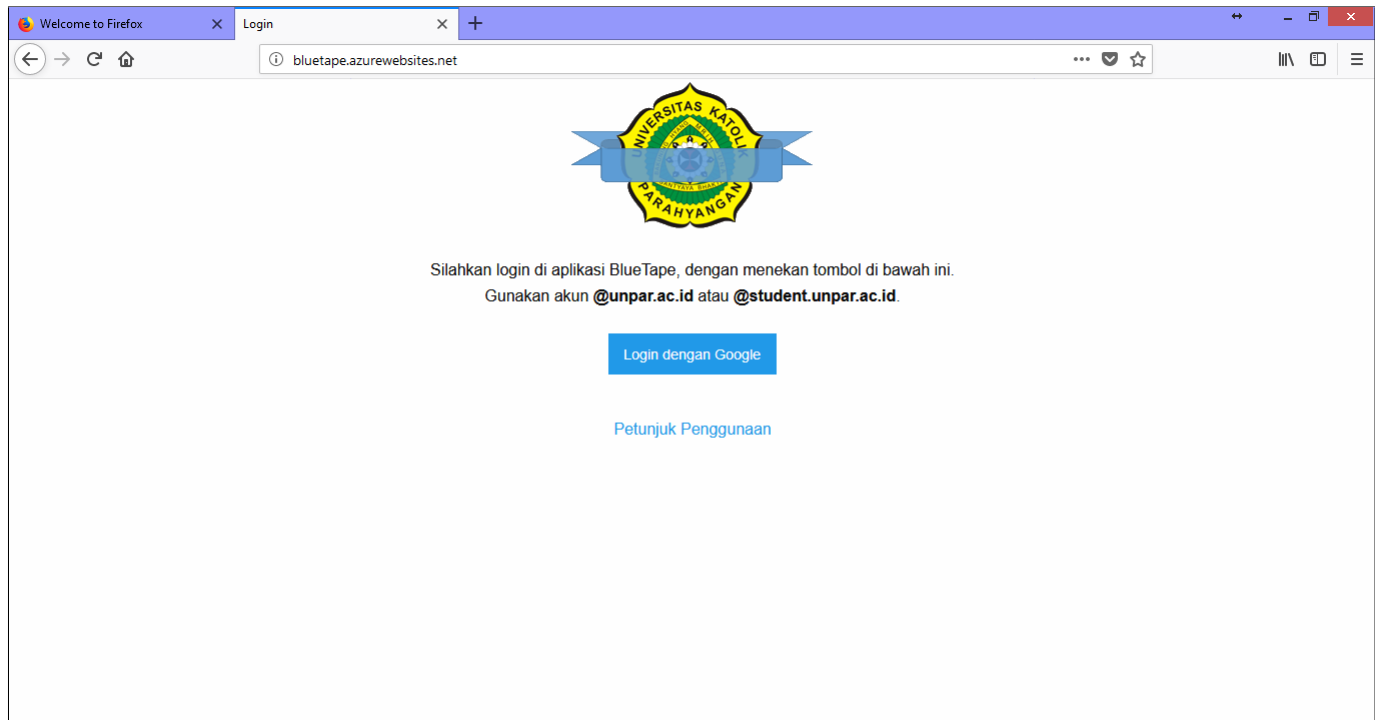 Welcome to Firefox
Login
bluetape.azurewebsites.net
UNIVERSITAS KATOLIK
PARAHYANGAN
Silahkan login di aplikasi BlueTape, dengan menekan tombol di bawah ini.
Gunakan akun @unpar.ac.id atau @student.unpar.ac.id.
Login dengan Google
Petunjuk Penggunaan